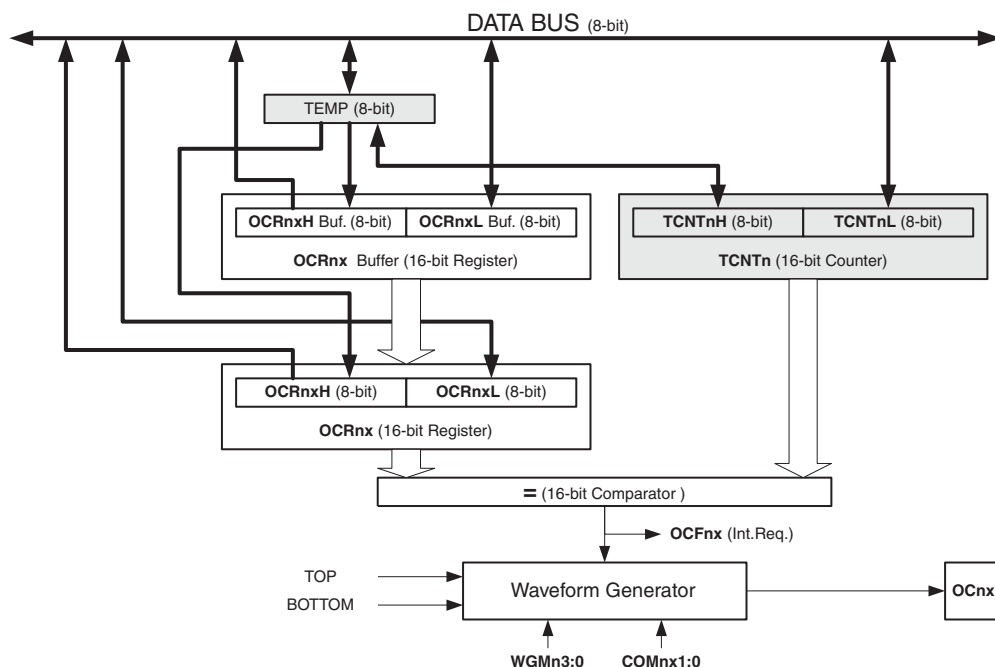 DATA BUS (8-bit)
TEMP (8-bit)
OCRnxH Buf. (8-bit)
OCRnxL Buf. (8-bit)
TCNTnH (8-bit)
TCNTnL (8-bit)
OCRnx Buffer (16-bit Register)
TCNTn (16-bit Counter)
OCRnxH (8-bit)
OCRnxL (8-bit)
OCRnx (16-bit Register)
= (16-bit Comparator )
OCFnx (Int.Req.)
TOP
BOTTOM
Waveform Generator
OCnx
WGMn3:0
COMnx1:0